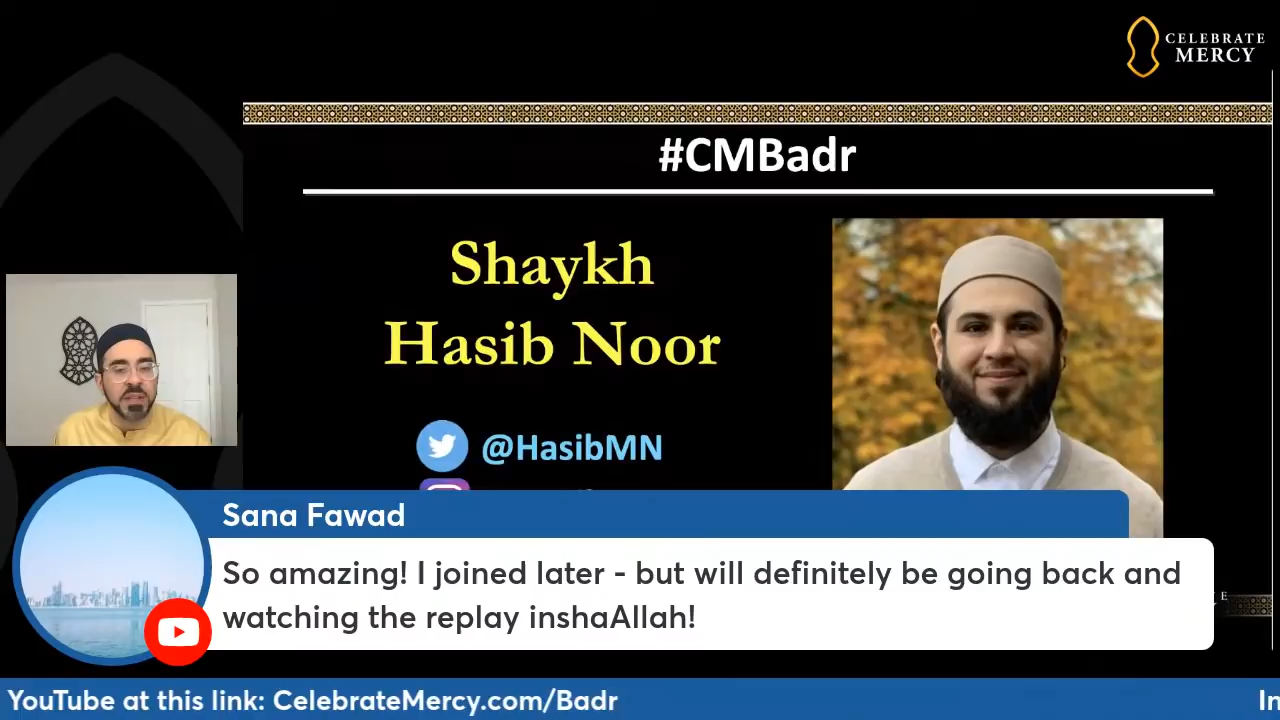 CELEBRATE
MERCY
#CMBadr
Shaykh
Hasib Noor
@HasibMN
Sana Fawad
So amazing! I joined later - but will definitely be going back and
watching the replay inshaAllah!
YouTube at this link: CelebrateMercy.com/Badr
In